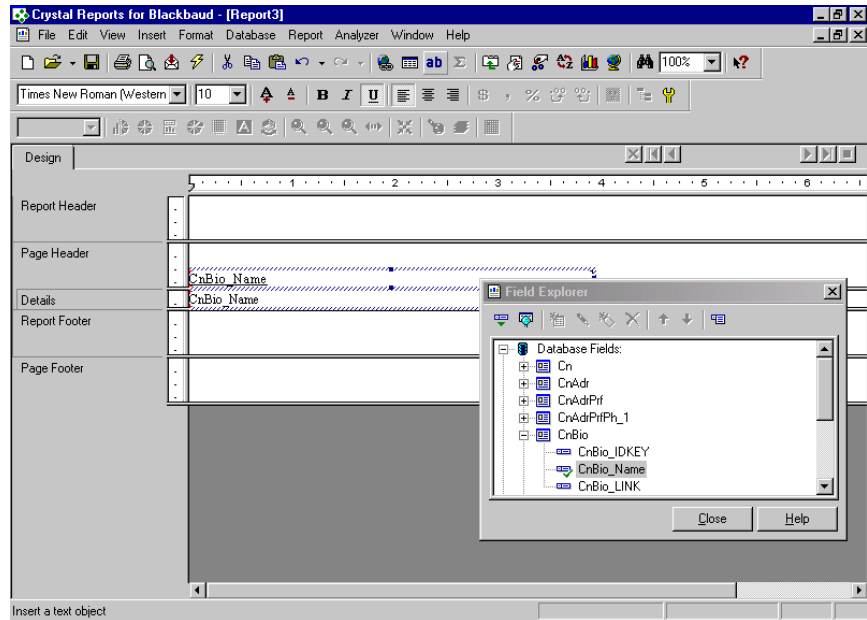 Crystal Reports for Blackbaud - [Report3]
File Edit View Insert Format Database Report Analyzer Window Help
ab Σ 100%
Times New Roman (Western 10 A A B I U $ , %
A
Design
1 2 3 4 5 6
Report Header
Page Header
CnBio_Name
Details CnBio_Name
Report Footer
Page Footer
Field Explorer
Database Fields:
Cn
CnAdr
CnAdrPrf
CnAdrPrfPh_1
CnBio
CnBio_IDKEY
CnBio_Name
CnBio_LINK
Close Help
Insert a text object